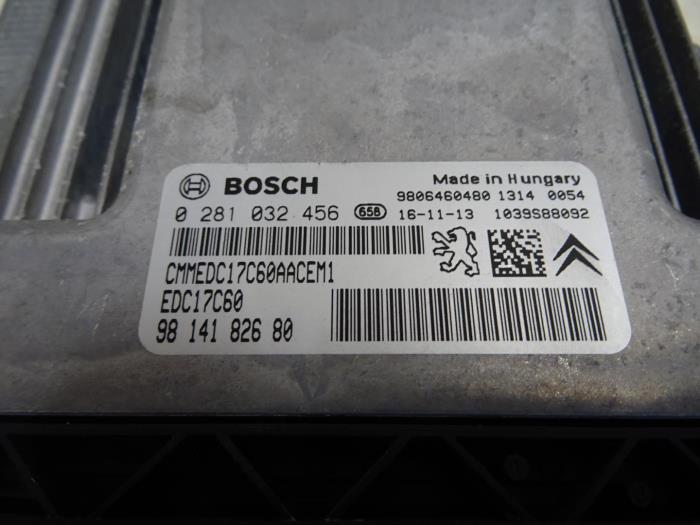 BOSCH
Made in Hungary
9806460480 1314 0054
0 281 032 456 658 16-11-13 1039S88092
CMMEDC17C60AACEM1
EDC17C60
98 141 826 80